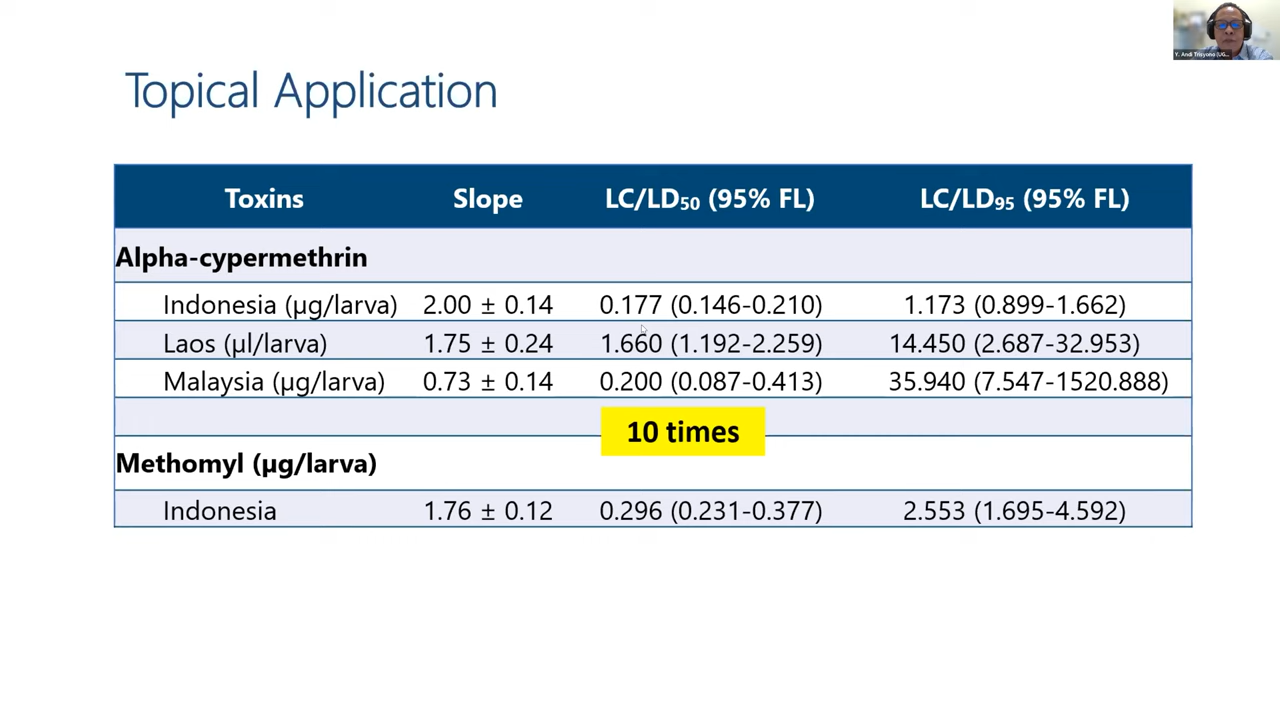 Y. Andi Trisyono (UG...
Topical Application
Toxins Slope LC/LD₅₀ (95% FL) LC/LD₉₅ (95% FL)
Alpha-cypermethrin
Indonesia (µg/larva) 2.00 ± 0.14 0.177 (0.146-0.210) 1.173 (0.899-1.662)
Laos (µl/larva) 1.75 ± 0.24 1.660 (1.192-2.259) 14.450 (2.687-32.953)
Malaysia (µg/larva) 0.73 ± 0.14 0.200 (0.087-0.413) 35.940 (7.547-1520.888)
10 times
Methomyl (µg/larva)
Indonesia 1.76 ± 0.12 0.296 (0.231-0.377) 2.553 (1.695-4.592)